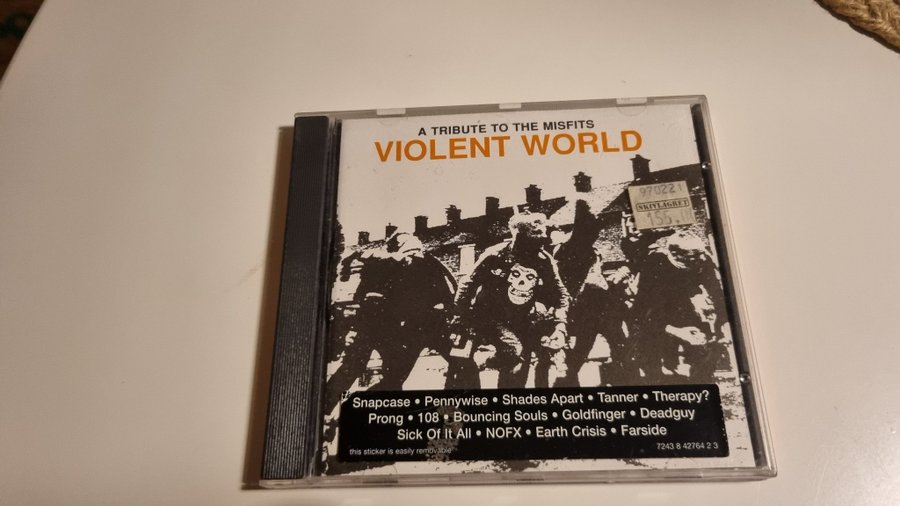 A TRIBUTE TO THE MISFITS
VIOLENT WORLD
970221
SKIVLAGRET
155.
Snapcase • Pennywise • Shades Apart • Tanner • Therapy?
Prong • 108 • Bouncing Souls • Goldfinger • Deadguy
Sick Of It All • NOFX • Earth Crisis • Farside
this sticker is easily removable
7243 8 42764 2 3